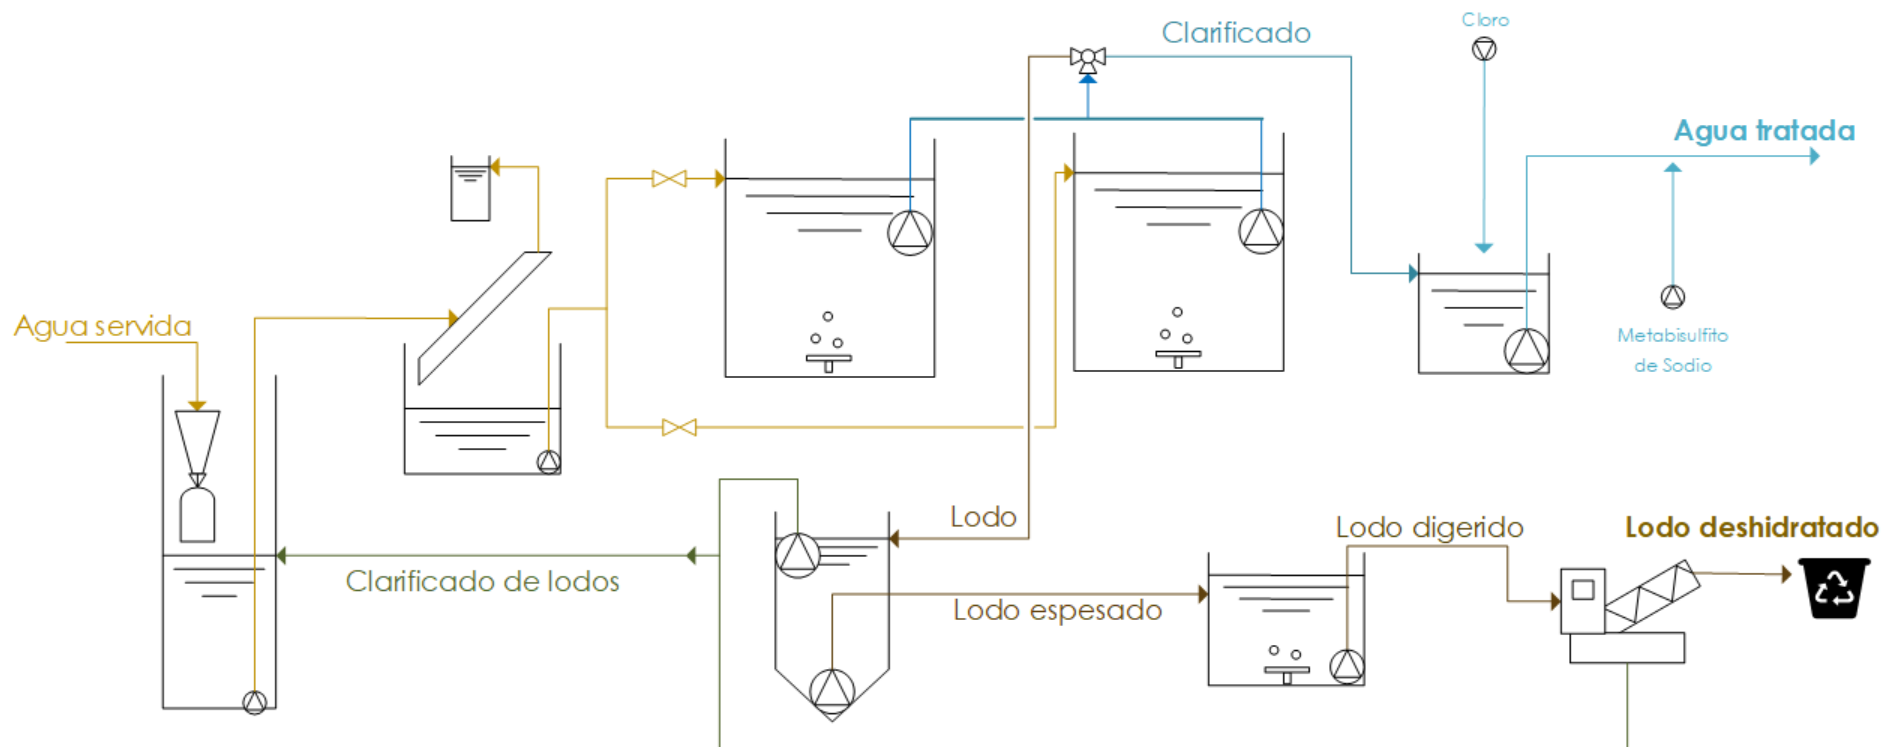 Clarificado
Cloro
Agua tratada
Agua servida
Metabisulfito
de Sodio
Lodo
Lodo digerido
Lodo deshidratado
Clarificado de lodos
Lodo espesado